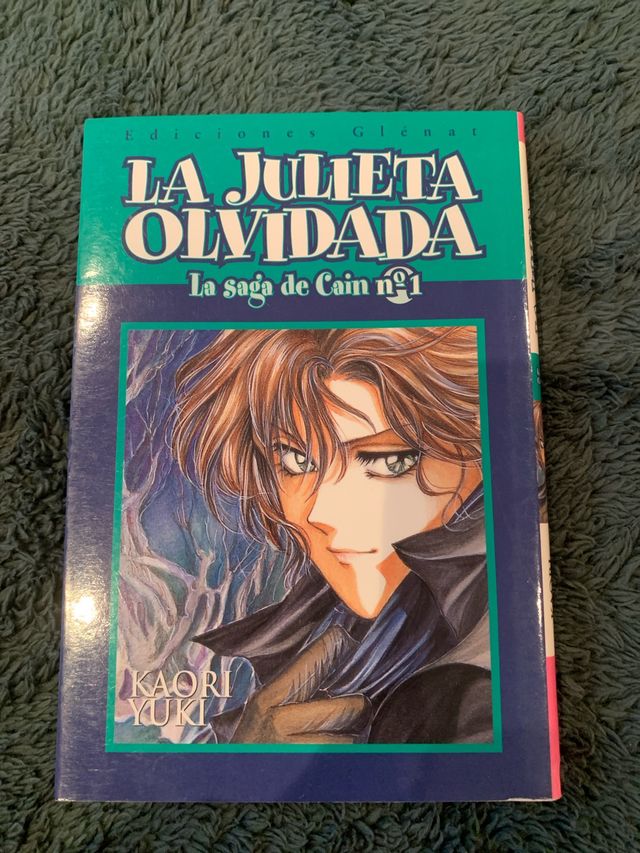 Ediciones Glénat
LA JULIETA
OLVIDADA
La saga de Cain nº1
KAORI
YUKI